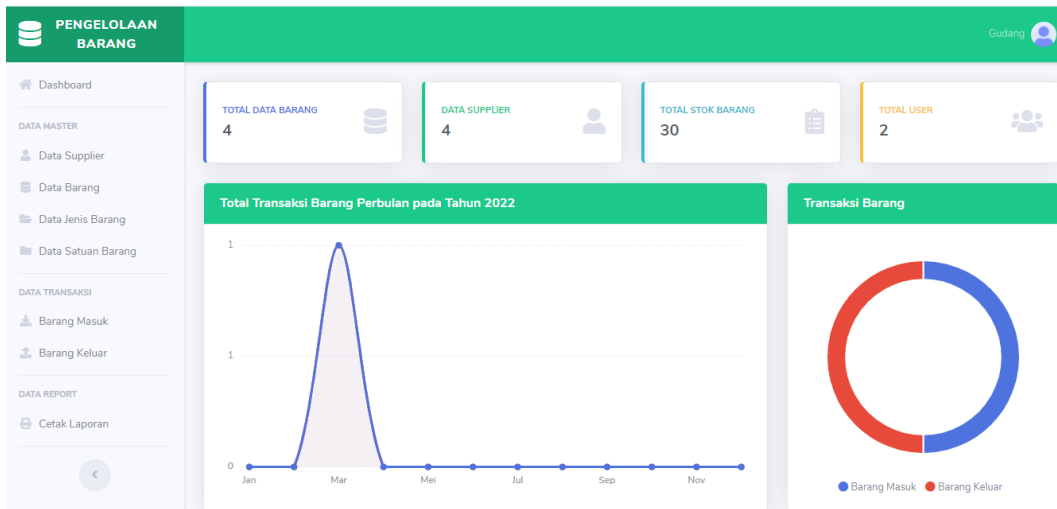 PENGELOLAAN
BARANG
Gudang
Dashboard
DATA MASTER
Data Supplier
Data Barang
Data Jenis Barang
Data Satuan Barang
DATA TRANSAKSI
Barang Masuk
Barang Keluar
DATA REPORT
Cetak Laporan
TOTAL DATA BARANG
4
DATA SUPPLIER
4
TOTAL STOK BARANG
30
TOTAL USER
2
Total Transaksi Barang Perbulan pada Tahun 2022
1
1
0
Jan Mar Mei Jul Sep Nov
Transaksi Barang
Barang Masuk Barang Keluar